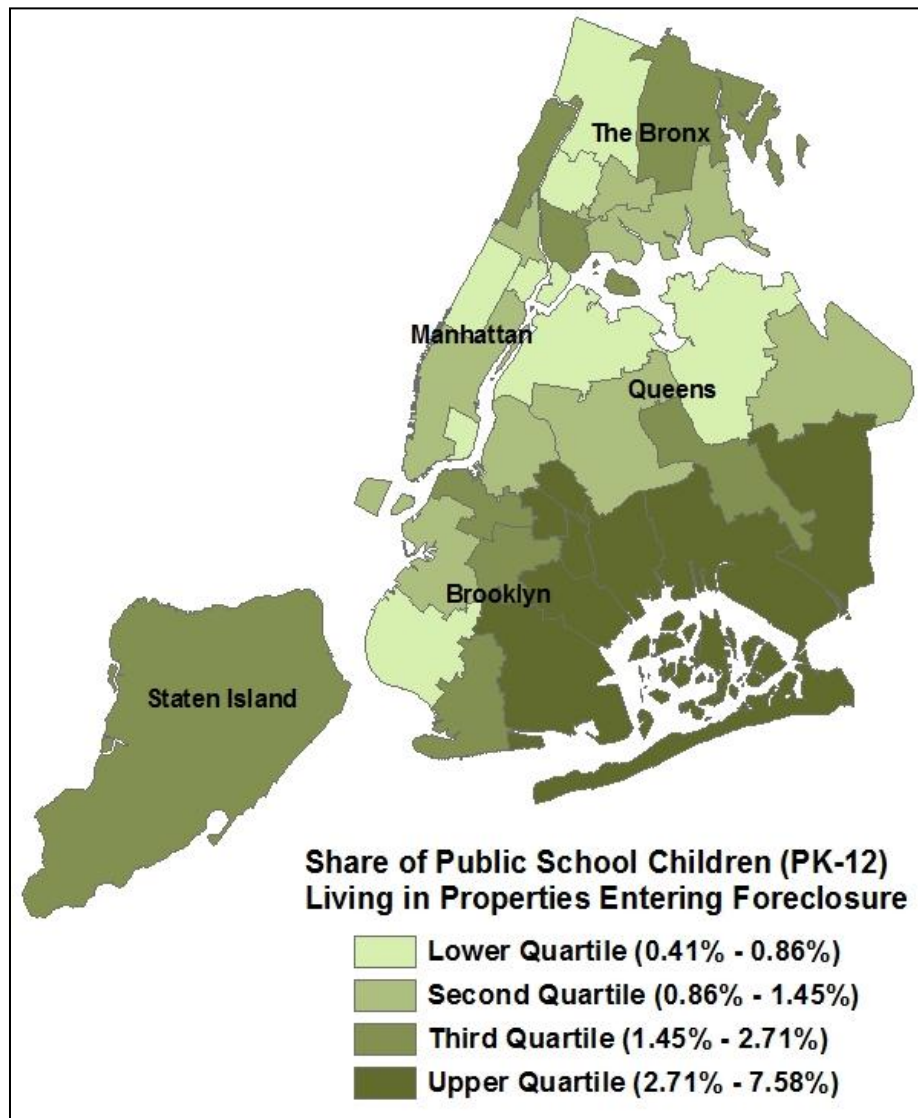 The Bronx
Manhattan
Queens
Brooklyn
Staten Island
Share of Public School Children (PK-12)
Living in Properties Entering Foreclosure
Lower Quartile (0.41% - 0.86%)
Second Quartile (0.86% - 1.45%)
Third Quartile (1.45% - 2.71%)
Upper Quartile (2.71% - 7.58%)